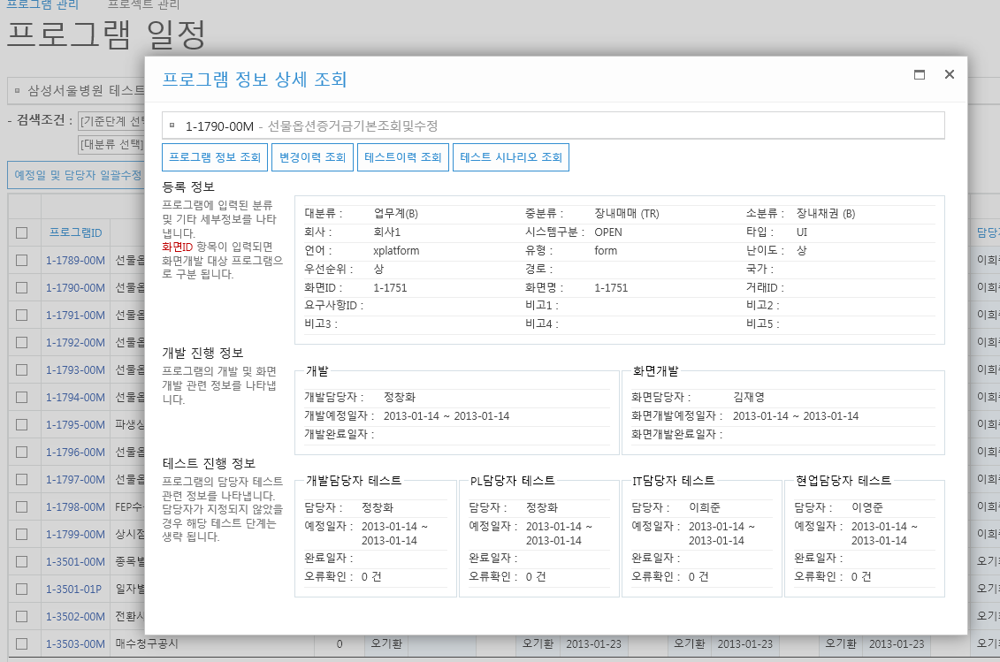 프로그램 관리 프로젝트 관리
프로그램 일정
삼성서울병원 테스트
- 검색조건 : [기준단계 선택
[대분류 선택]
예정일 및 담당자 일괄수정
프로그램ID
1-1789-00M 선물옵
1-1790-00M 선물옵
1-1791-00M 선물옵
1-1792-00M 선물옵
1-1793-00M 선물옵
1-1794-00M 선물옵
1-1795-00M 파생상
1-1796-00M 선물옵
1-1797-00M 선물옵
1-1798-00M FEP수
1-1799-00M 상시점
1-3501-00M 종목별
1-3501-01P 일자별
1-3502-00M 전환사
1-3503-00M 매수청구공시 0 오기환 오기환 2013-01-23 오기환 2013-01-23 오기환 2013-01-23
프로그램 정보 상세 조회
1-1790-00M - 선물옵션증거금기본조회및수정
프로그램 정보 조회 변경이력 조회 테스트이력 조회 테스트 시나리오 조회
등록 정보
프로그램에 입력된 분류
및 기타 세부정보를 나타
냅니다.
화면ID 항목이 입력되면
화면개발 대상 프로그램으
로 구분 됩니다.
대분류 : 업무계(B) 중분류 : 장내매매 (TR) 소분류 : 장내채권 (B)
회사 : 회사1 시스템구분 : OPEN 타입 : UI
언어 : xplatform 유형 : form 난이도 : 상
우선순위 : 상 경로 : 국가 :
화면ID : 1-1751 화면명 : 1-1751 거래ID :
요구사항ID : 비고1 : 비고2 :
비고3 : 비고4 : 비고5 :
개발 진행 정보
프로그램의 개발 및 화면
개발 관련 정보를 나타냅
니다.
개발
개발담당자 : 정창화
개발예정일자 : 2013-01-14 ~ 2013-01-14
개발완료일자 :
화면개발
화면담당자 : 김재영
화면개발예정일자 : 2013-01-14 ~ 2013-01-14
화면개발완료일자 :
테스트 진행 정보
프로그램의 담당자 테스트
관련 정보를 나타냅니다.
담당자가 지정되지 않았을
경우 해당 테스트 단계는
생략 됩니다.
개발담당자 테스트
담당자 : 정창화
예정일자 : 2013-01-14 ~
2013-01-14
완료일자 :
오류확인 : 0 건
PL담당자 테스트
담당자 : 정창화
예정일자 : 2013-01-14 ~
2013-01-14
완료일자 :
오류확인 : 0 건
IT담당자 테스트
담당자 : 이희준
예정일자 : 2013-01-14 ~
2013-01-14
완료일자 :
오류확인 : 0 건
현업담당자 테스트
담당자 : 이영준
예정일자 : 2013-01-14 ~
2013-01-14
완료일자 :
오류확인 : 0 건